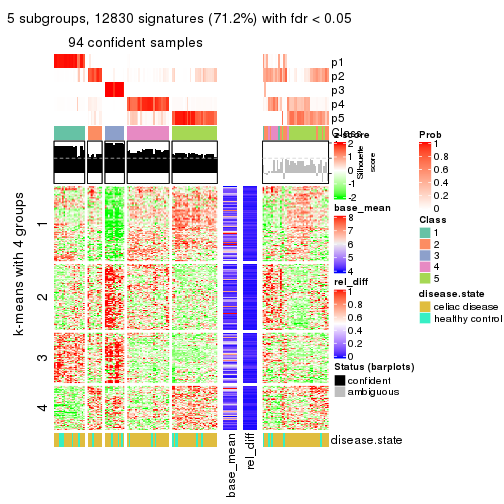 5 subgroups, 12830 signatures (71.2%) with fdr < 0.05
94 confident samples
p1
p2
p3
p4
p5
Class
z-score
2
1
0
-1
-2
Silhouette
score
base_mean
8
7
6
5
4
rel_diff
1
0.8
0.6
0.4
0.2
0
Status (barplots)
confident
ambiguous
Prob
1
0.8
0.6
0.4
0.2
0
Class
1
2
3
4
5
disease.state
celiac disease
healthy control
k-means with 4 groups
1
2
3
4
disease.state
base_mean
rel_diff